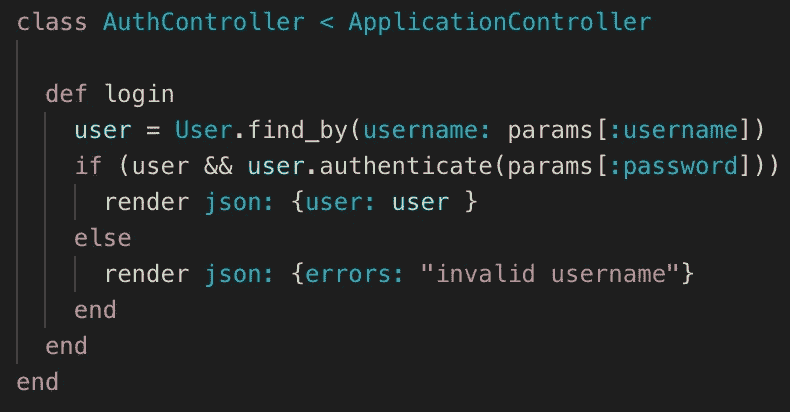 class AuthController < ApplicationController
def login
user = User.find_by(username: params[:username])
if (user && user.authenticate(params[:password]))
render json: {user: user }
else
render json: {errors: "invalid username"}
end
end
end